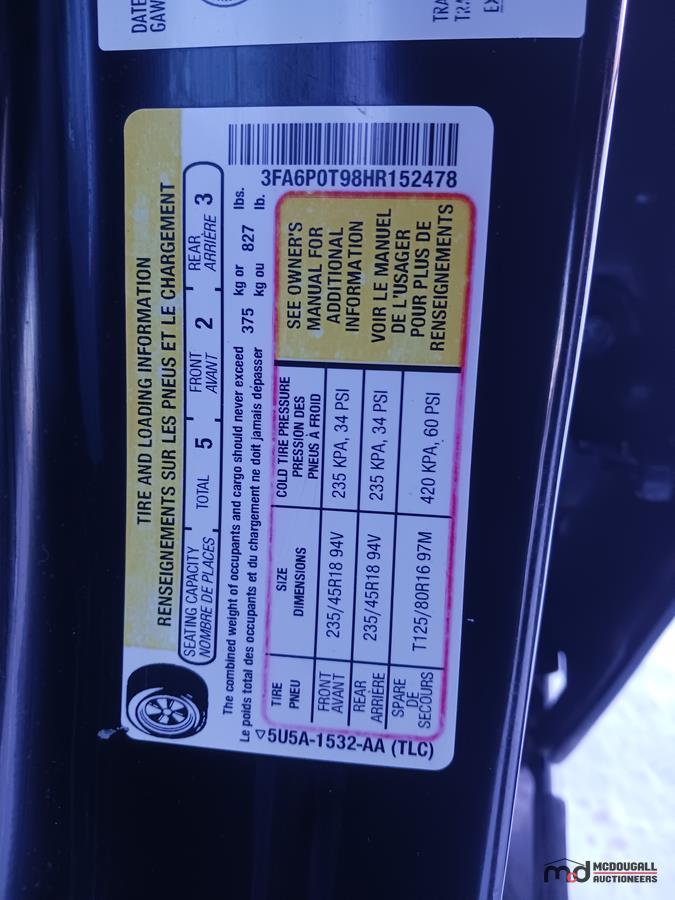 DATE
GAW
TRA
TRA
EX
TIRE AND LOADING INFORMATION
RENSEIGNEMENTS SUR LES PNEUS ET LE CHARGEMENT
SEATING CAPACITY TOTAL 5 FRONT 2 REAR 3
NOMBRE DE PLACES AVANT ARRIÈRE
The combined weight of occupants and cargo should never exceed 375 kg or 827 lbs.
Le poids total des occupants et du chargement ne doit jamais dépasser kg ou lb.
3FA6P0T98HR152478
TIRE SIZE COLD TIRE PRESSURE
PNEU DIMENSIONS PRESSION DES
PNEUS À FROID
FRONT 235/45R18 94V 235 KPA, 34 PSI
AVANT
REAR 235/45R18 94V 235 KPA, 34 PSI
ARRIÈRE
SPARE T125/80R16 97M 420 KPA, 60 PSI
DE
SECOURS
SEE OWNER'S
MANUAL FOR
ADDITIONAL
INFORMATION
VOIR LE MANUEL
DE L'USAGER
POUR PLUS DE
RENSEIGNEMENTS
5U5A-1532-AA (TLC)
md MCDOUGALL
AUCTIONEERS